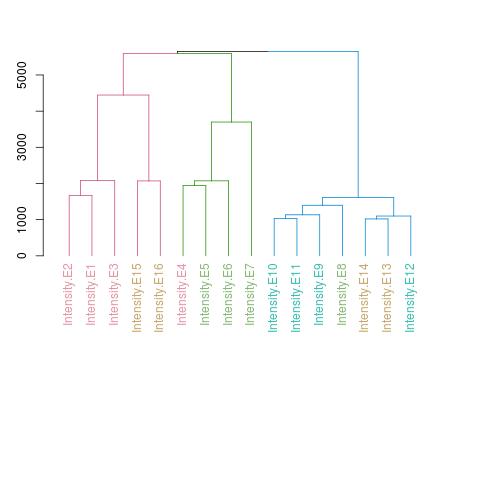 5000
3000
1000
0
Intensity.E2
Intensity.E1
Intensity.E3
Intensity.E15
Intensity.E16
Intensity.E4
Intensity.E5
Intensity.E6
Intensity.E7
Intensity.E10
Intensity.E11
Intensity.E9
Intensity.E8
Intensity.E14
Intensity.E13
Intensity.E12